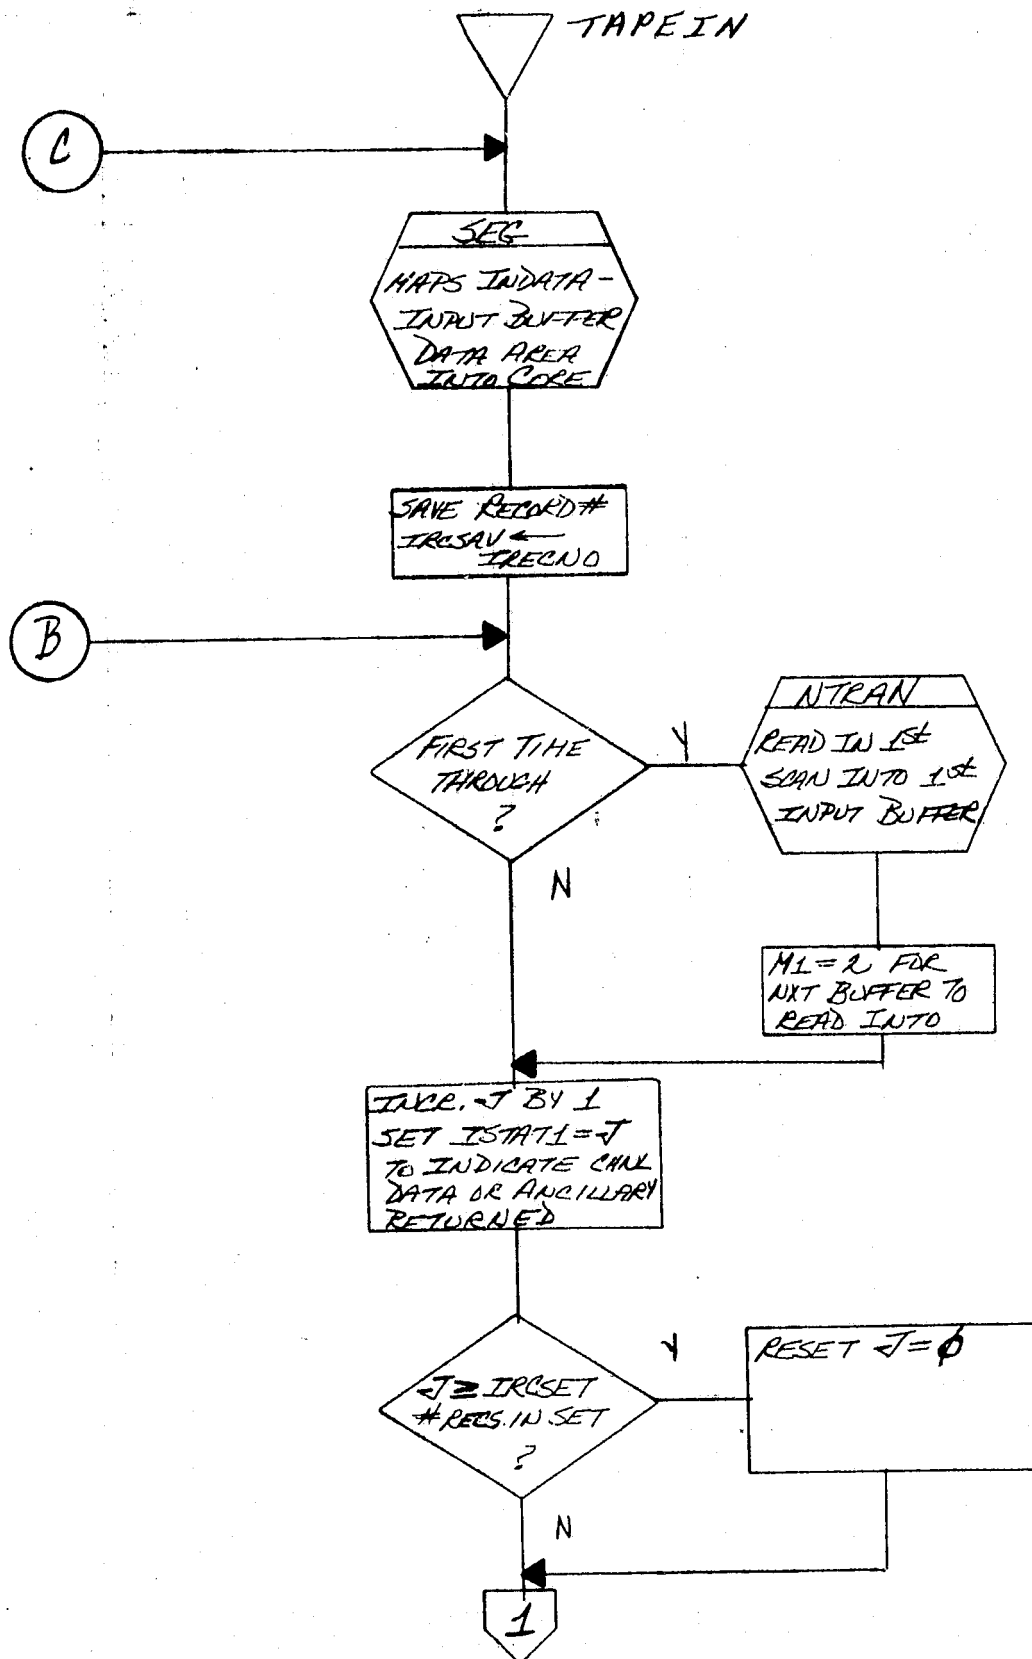 TAPEIN
C
SEG
MAPS INDATA-
INPUT BUFFER
DATA AREA
INTO CORE
SAVE RECORD #
IRCSAV ←
IRECNO
B
FIRST TIME
THROUGH
?
Y
N
NTRAN
READ IN 1st
SCAN INTO 1st
INPUT BUFFER
M1=2 FOR
NXT BUFFER TO
READ INTO
INCR. J BY 1
SET ISTAT1=J
TO INDICATE CHNL
DATA OR ANCILLARY
RETURNED
J≥IRCSET
# RECS. IN SET
?
Y
N
RESET J=ϕ
1